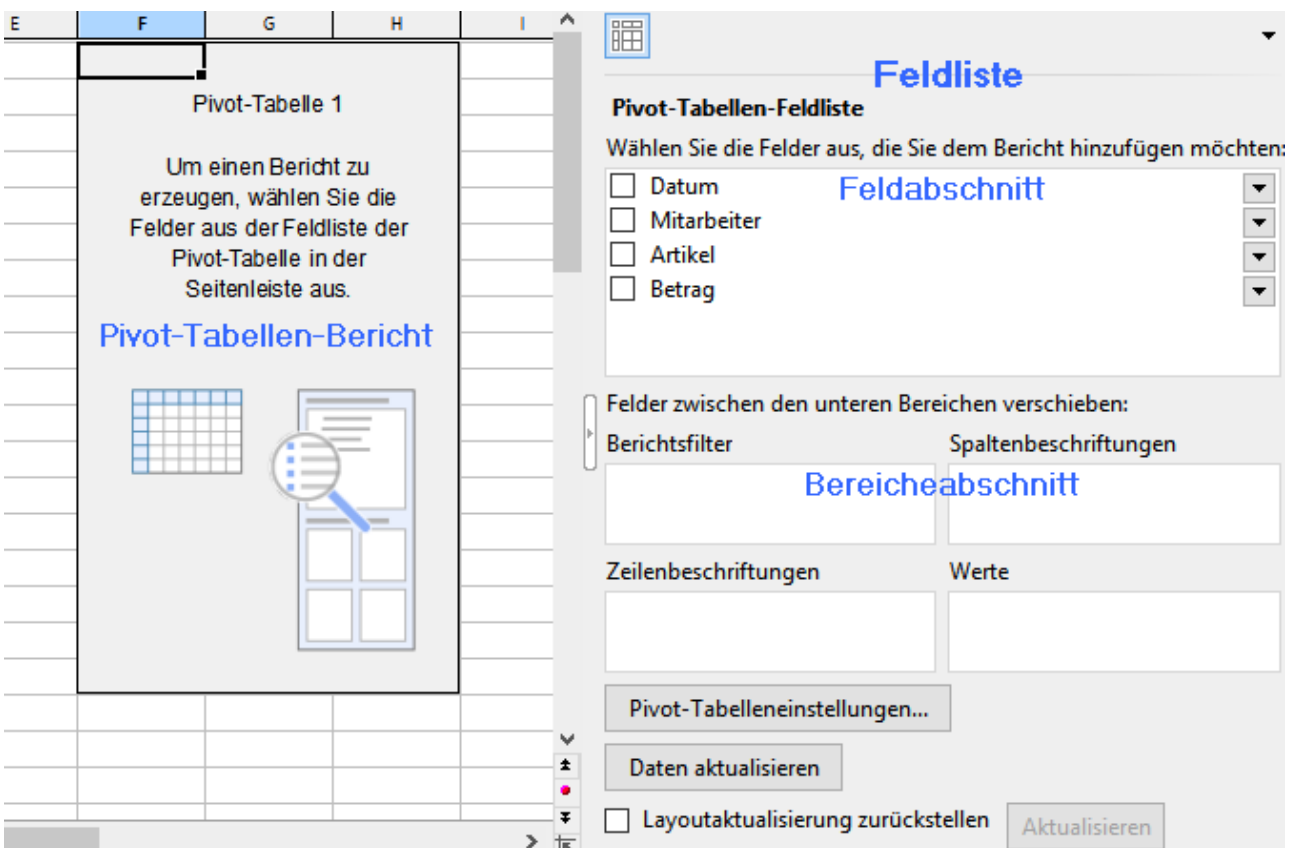 E F G H I
Pivot-Tabelle 1
Um einen Bericht zu
erzeugen, wählen Sie die
Felder aus der Feldliste der
Pivot-Tabelle in der
Seitenleiste aus.
Pivot-Tabellen-Bericht
Feldliste
Pivot-Tabellen-Feldliste
Wählen Sie die Felder aus, die Sie dem Bericht hinzufügen möchten:
Datum
Feldabschnitt
Mitarbeiter
Artikel
Betrag
Felder zwischen den unteren Bereichen verschieben:
Berichtsfilter Spaltenbeschriftungen
Bereicheabschnitt
Zeilenbeschriftungen Werte
Pivot-Tabelleneinstellungen...
Daten aktualisieren
Layoutaktualisierung zurückstellen Aktualisieren